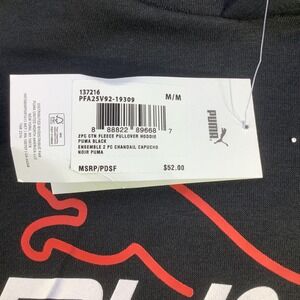 137216
PFA25V92-19309 M/M
8 88822 89668 7
PUMA
2PC CTN FLEECE PULLOVER HOODIE
PUMA BLACK
ENSEMBLE 2 PC CHANDAIL CAPUCHO
NOIR PUMA
MSRP/PDSF $52.00